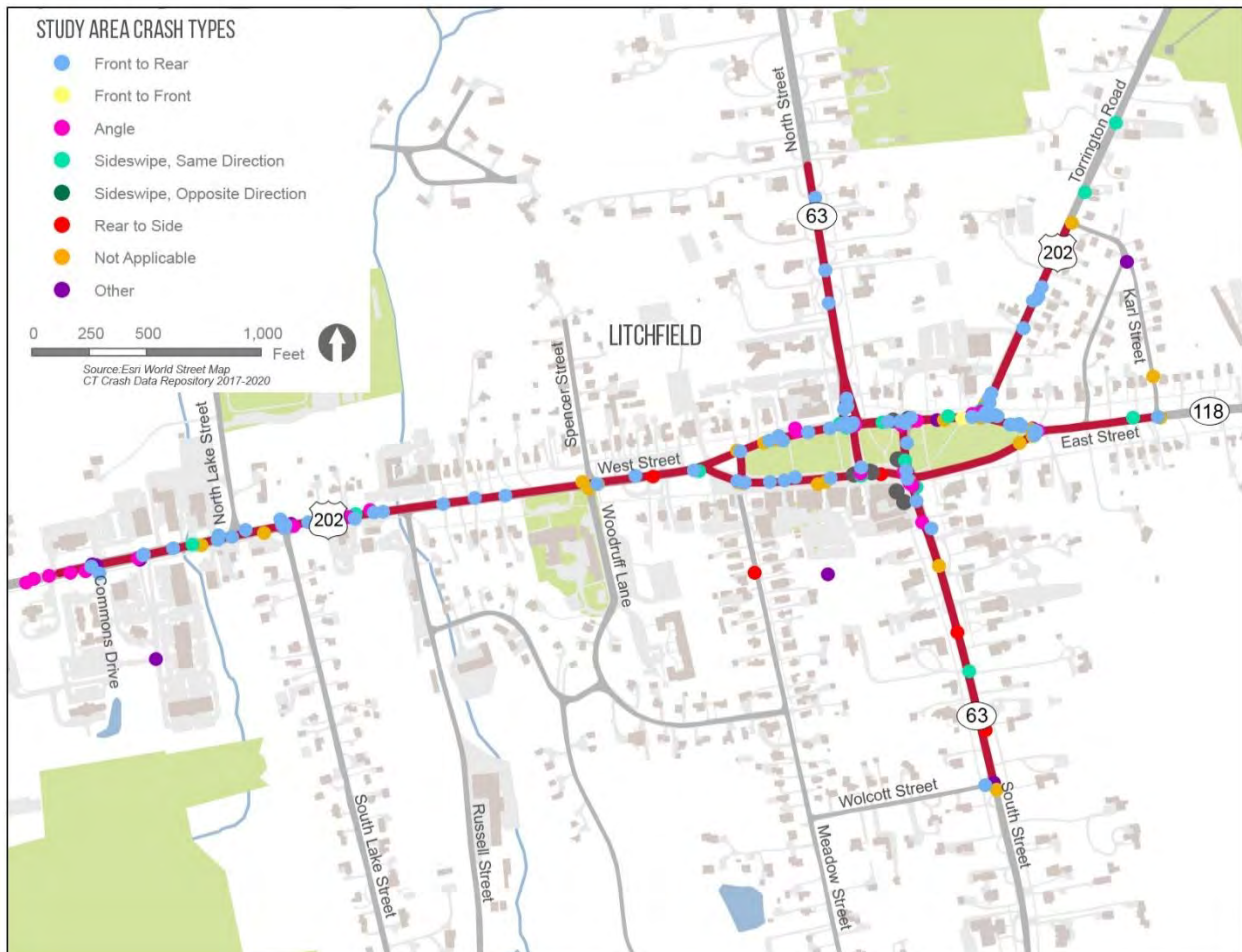 STUDY AREA CRASH TYPES
Front to Rear
Front to Front
Angle
Sideswipe, Same Direction
Sideswipe, Opposite Direction
Rear to Side
Not Applicable
Other
0 250 500 1,000
Feet
Source:Esri World Street Map
CT Crash Data Repository 2017-2020
North Street
63
Torrington Road
202
Karl Street
LITCHFIELD
Spencer Street
North Lake Street
118
East Street
West Street
202
Woodruff Lane
Commons Drive
63
South Lake Street
Russell Street
Wolcott Street
Meadow Street
South Street